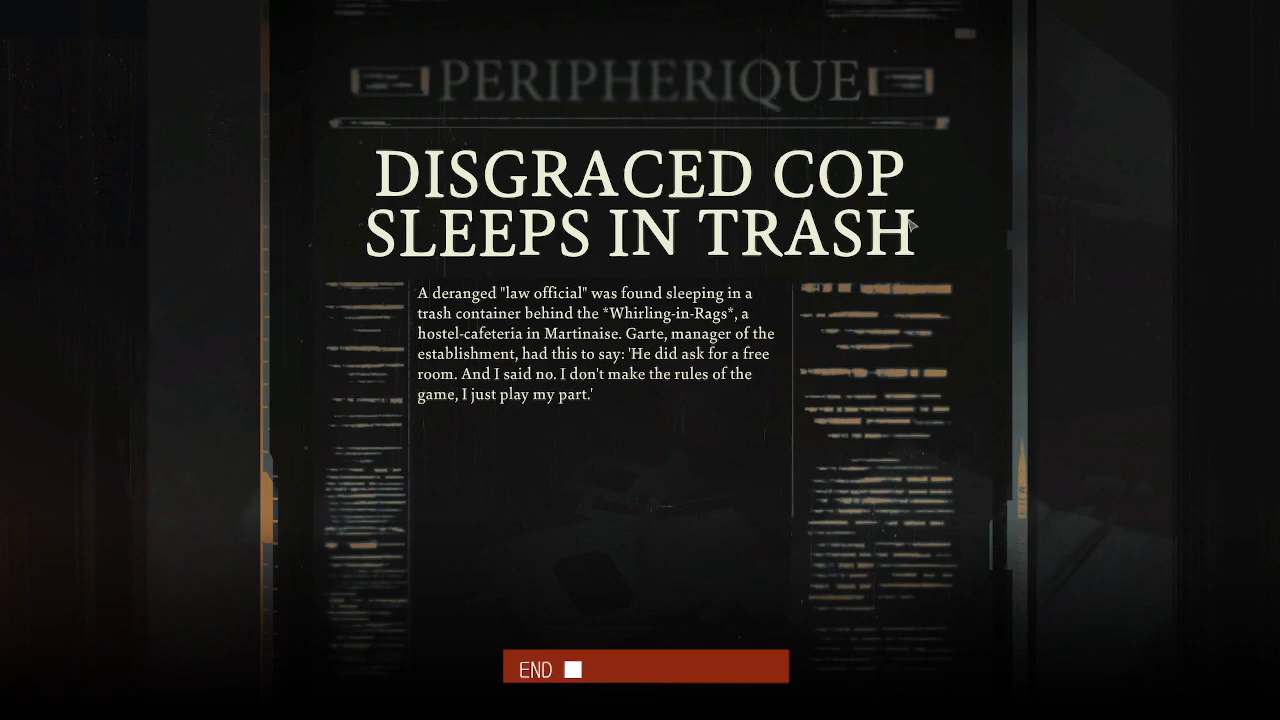 PERIPHERIQUE
DISGRACED COP
SLEEPS IN TRASH
A deranged "law official" was found sleeping in a
trash container behind the *Whirling-in-Rags*, a
hostel-cafeteria in Martinaise. Garte, manager of the
establishment, had this to say: 'He did ask for a free
room. And I said no. I don't make the rules of the
game, I just play my part.'
END